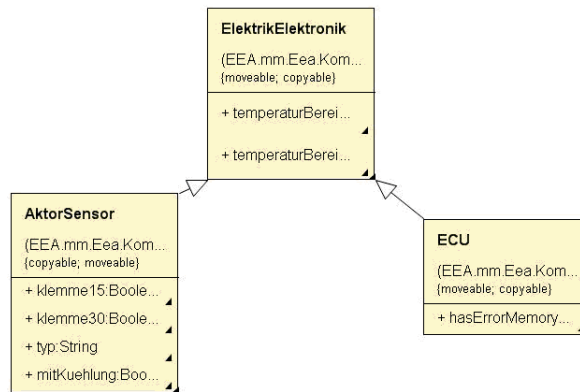 ElektrikElektronik
(EEA.mm.Eea.Kom...
{moveable; copyable}
+ temperaturBerei...
+ temperaturBerei...
AktorSensor
(EEA.mm.Eea.Kom...
{copyable; moveable}
+ klemme15:Boole...
+ klemme30:Boole...
+ typ:String
+ mitKuehlung:Boo...
ECU
(EEA.mm.Eea.Kom...
{moveable; copyable}
+ hasErrorMemory...